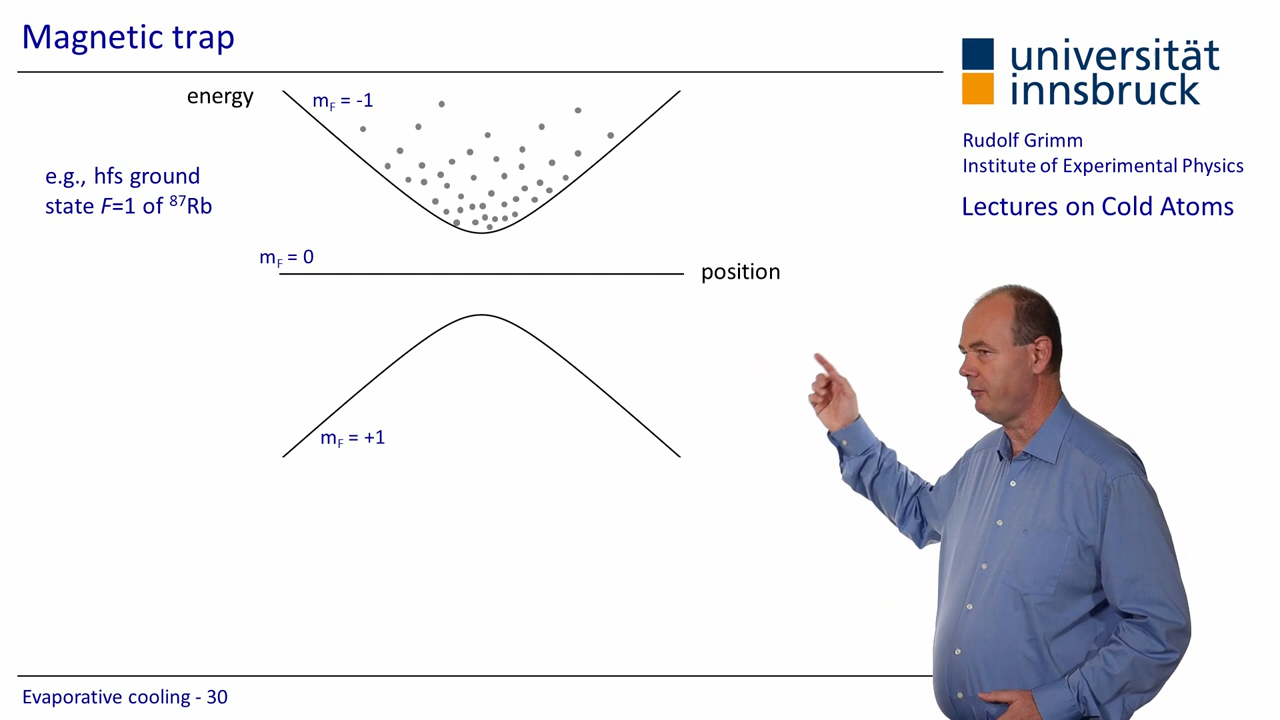 Magnetic trap
universität
innsbruck
energy
m_F = -1
Rudolf Grimm
Institute of Experimental Physics
e.g., hfs ground
state F=1 of ⁸⁷Rb
Lectures on Cold Atoms
m_F = 0
position
m_F = +1
Evaporative cooling - 30